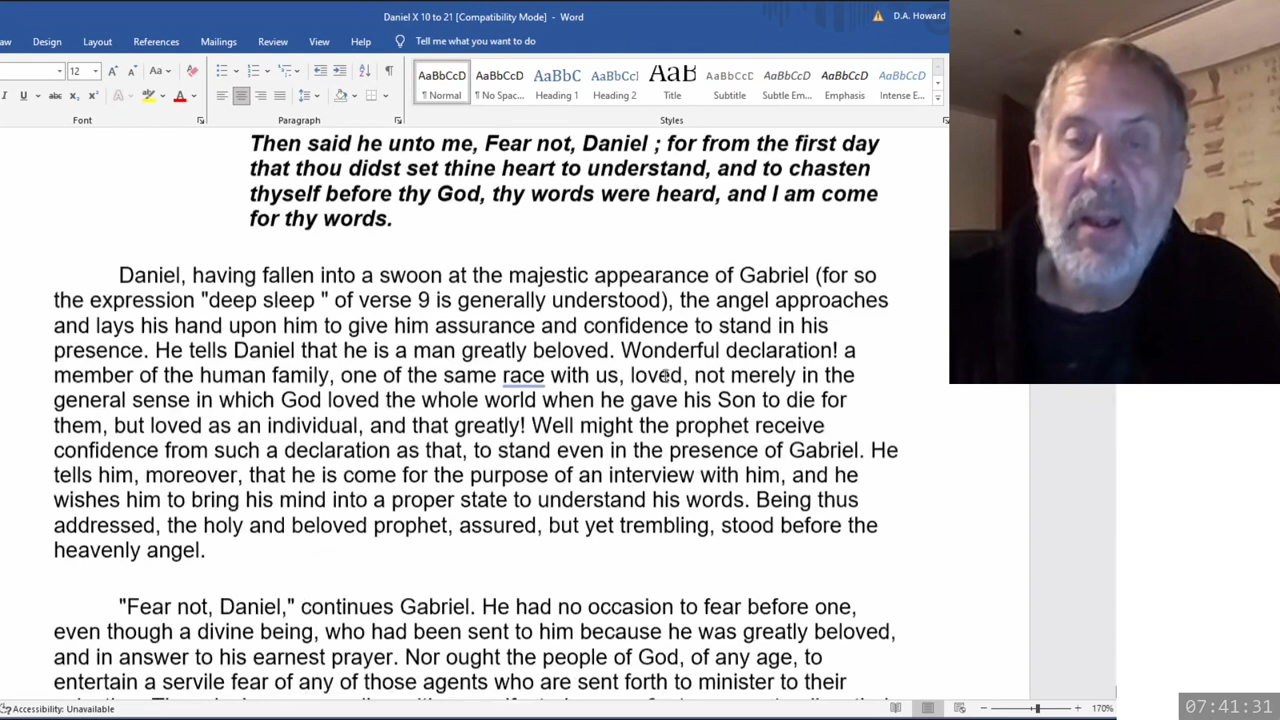 Daniel X 10 to 21 [Compatibility Mode] - Word
D.A. Howard
aw Design Layout References Mailings Review View Help Tell me what you want to do
12 Aa
AaBbCcD AaBbCcD AaBbC AaBbCcI AaB AaBbCcD AaBbCcD AaBbCcD AaBbCcD
¶ Normal ¶ No Spac... Heading 1 Heading 2 Title Subtitle Subtle Em... Emphasis Intense E...
I U abc x₂ x² A A
Font Paragraph Styles
Then said he unto me, Fear not, Daniel ; for from the first day
that thou didst set thine heart to understand, and to chasten
thyself before thy God, thy words were heard, and I am come
for thy words.
Daniel, having fallen into a swoon at the majestic appearance of Gabriel (for so
the expression "deep sleep " of verse 9 is generally understood), the angel approaches
and lays his hand upon him to give him assurance and confidence to stand in his
presence. He tells Daniel that he is a man greatly beloved. Wonderful declaration! a
member of the human family, one of the same race with us, loved, not merely in the
general sense in which God loved the whole world when he gave his Son to die for
them, but loved as an individual, and that greatly! Well might the prophet receive
confidence from such a declaration as that, to stand even in the presence of Gabriel. He
tells him, moreover, that he is come for the purpose of an interview with him, and he
wishes him to bring his mind into a proper state to understand his words. Being thus
addressed, the holy and beloved prophet, assured, but yet trembling, stood before the
heavenly angel.
"Fear not, Daniel," continues Gabriel. He had no occasion to fear before one,
even though a divine being, who had been sent to him because he was greatly beloved,
and in answer to his earnest prayer. Nor ought the people of God, of any age, to
entertain a servile fear of any of those agents who are sent forth to minister to their
Accessibility: Unavailable
170%
07:41:31